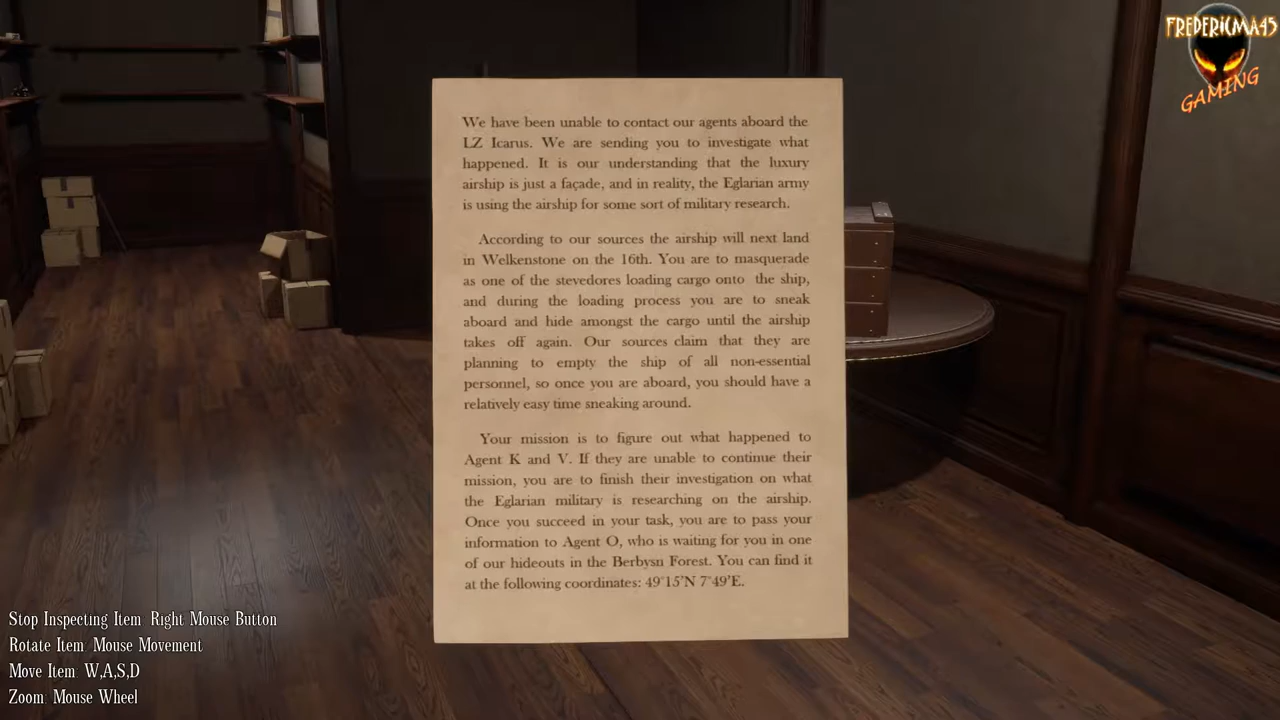 FREDERICMA45
GAMING
We have been unable to contact our agents aboard the
LZ Icarus. We are sending you to investigate what
happened. It is our understanding that the luxury
airship is just a façade, and in reality, the Eglarian army
is using the airship for some sort of military research.
According to our sources the airship will next land
in Welkenstone on the 16th. You are to masquerade
as one of the stevedores loading cargo onto the ship,
and during the loading process you are to sneak
aboard and hide amongst the cargo until the airship
takes off again. Our sources claim that they are
planning to empty the ship of all non-essential
personnel, so once you are aboard, you should have a
relatively easy time sneaking around.
Your mission is to figure out what happened to
Agent K and V. If they are unable to continue their
mission, you are to finish their investigation on what
the Eglarian military is researching on the airship.
Once you succeed in your task, you are to pass your
information to Agent O, who is waiting for you in one
of our hideouts in the Berbysn Forest. You can find it
at the following coordinates: 49°15'N 7°49'E.
Stop Inspecting Item: Right Mouse Button
Rotate Item: Mouse Movement
Move Item: W,A,S,D
Zoom: Mouse Wheel